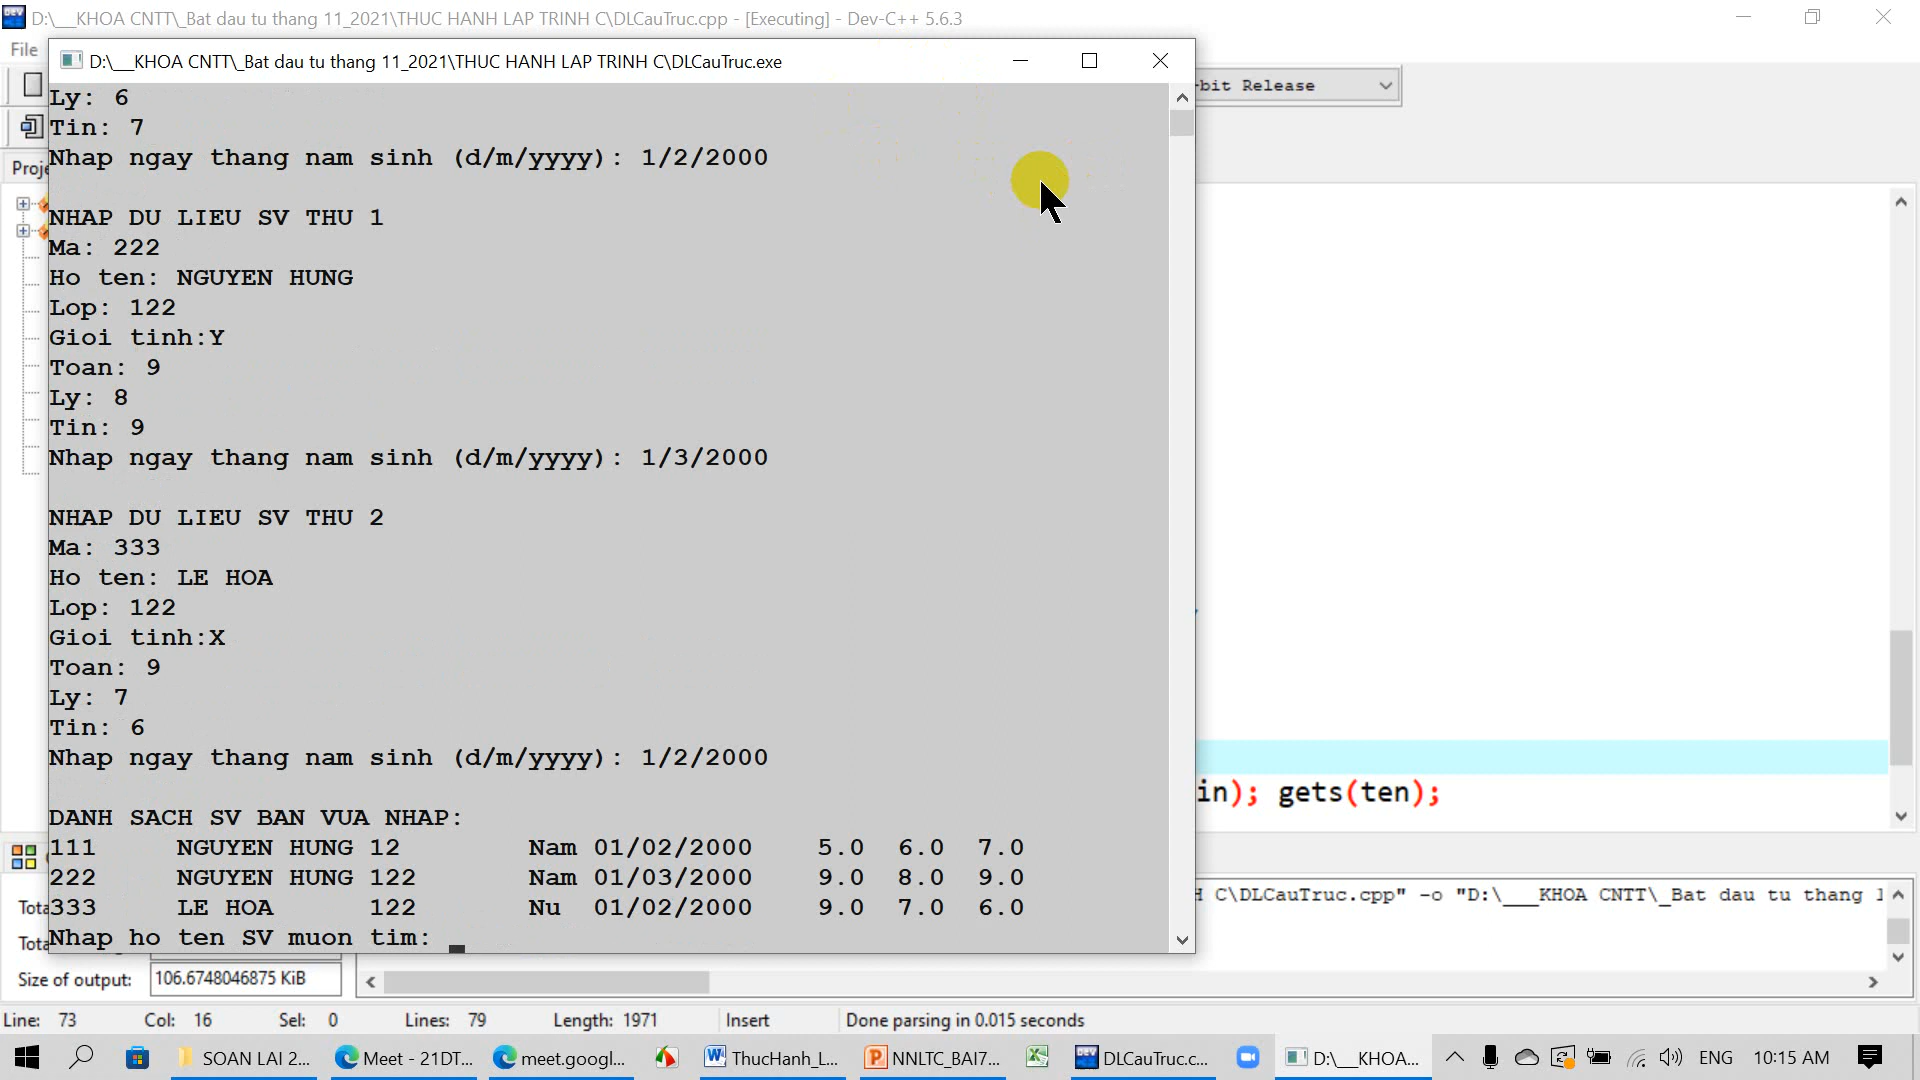 D:\___KHOA CNTT\_Bat dau tu thang 11_2021\THUC HANH LAP TRINH C\DLCauTruc.cpp - [Executing] - Dev-C++ 5.6.3
File
D:\___KHOA CNTT\_Bat dau tu thang 11_2021\THUC HANH LAP TRINH C\DLCauTruc.exe
-bit Release
Proje
Ly: 6
Tin: 7
Nhap ngay thang nam sinh (d/m/yyyy): 1/2/2000
NHAP DU LIEU SV THU 1
Ma: 222
Ho ten: NGUYEN HUNG
Lop: 122
Gioi tinh:Y
Toan: 9
Ly: 8
Tin: 9
Nhap ngay thang nam sinh (d/m/yyyy): 1/3/2000
NHAP DU LIEU SV THU 2
Ma: 333
Ho ten: LE HOA
Lop: 122
Gioi tinh:X
Toan: 9
Ly: 7
Tin: 6
Nhap ngay thang nam sinh (d/m/yyyy): 1/2/2000
in); gets(ten);
DANH SACH SV BAN VUA NHAP:
111 NGUYEN HUNG 12 Nam 01/02/2000 5.0 6.0 7.0
222 NGUYEN HUNG 122 Nam 01/03/2000 9.0 8.0 9.0
333 LE HOA 122 Nu 01/02/2000 9.0 7.0 6.0
Nhap ho ten SV muon tim:
H C\DLCauTruc.cpp" -o "D:\___KHOA CNTT\_Bat dau tu thang 1
Tota
Tota
Size of output: 106.6748046875 KiB
Line: 73 Col: 16 Sel: 0 Lines: 79 Length: 1971 Insert Done parsing in 0.015 seconds
SOAN LAI 2... Meet - 21DT... meet.googl... ThucHanh_L... NNLTC_BAI7... DLCauTruc.c... D:\___KHOA... ENG 10:15 AM